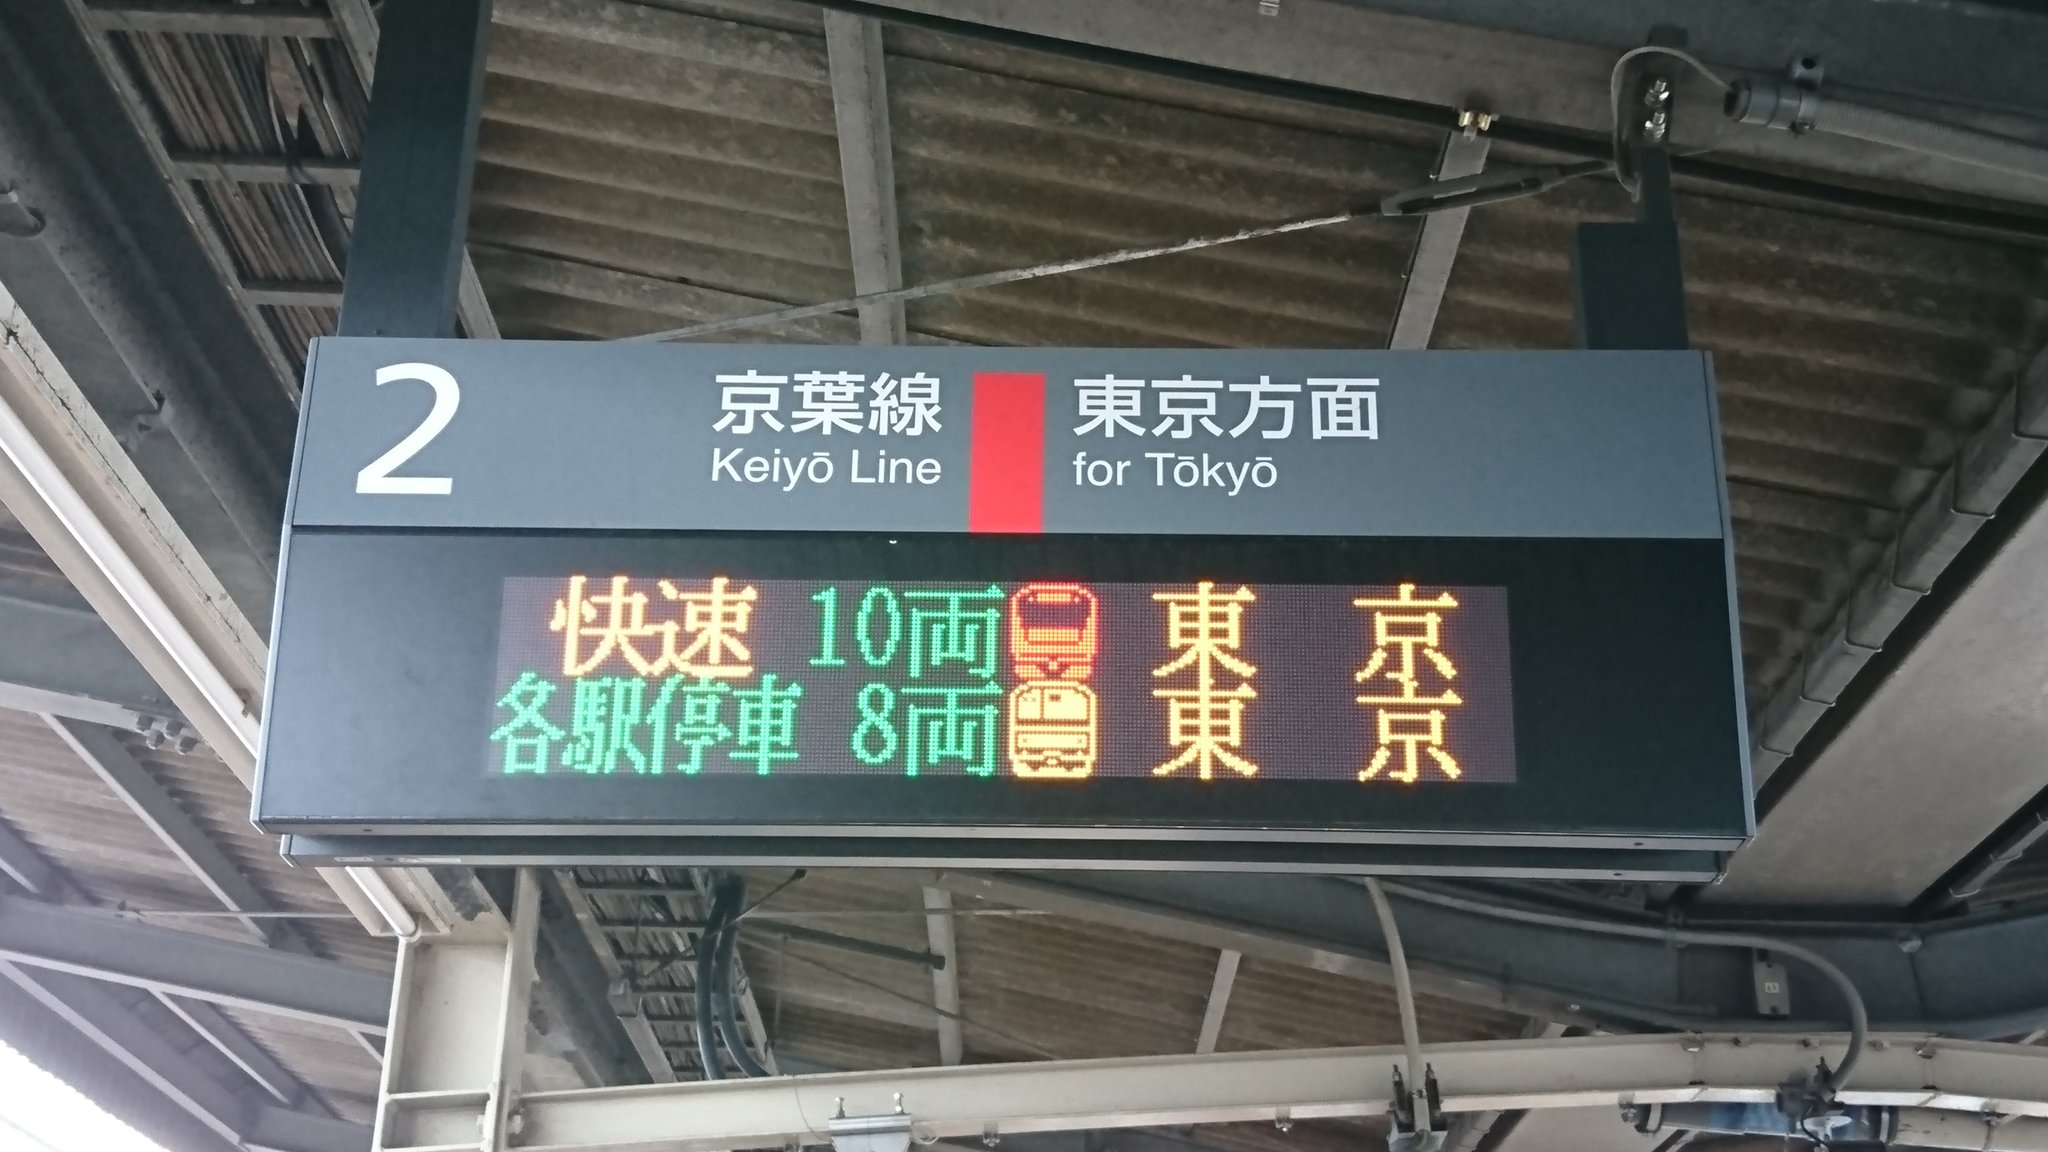 2
京葉線 東京方面
Keiyō Line for Tōkyō
快速 10両 東京
各駅停車 8両 東京